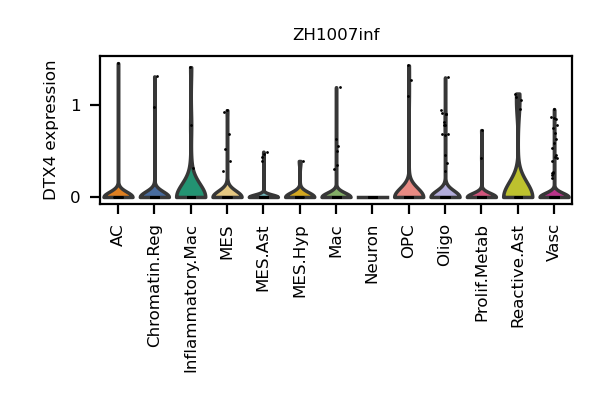 ZH1007inf
DTX4 expression
1
0
AC
Chromatin.Reg
Inflammatory.Mac
MES
MES.Ast
MES.Hyp
Mac
Neuron
OPC
Oligo
Prolif.Metab
Reactive.Ast
Vasc